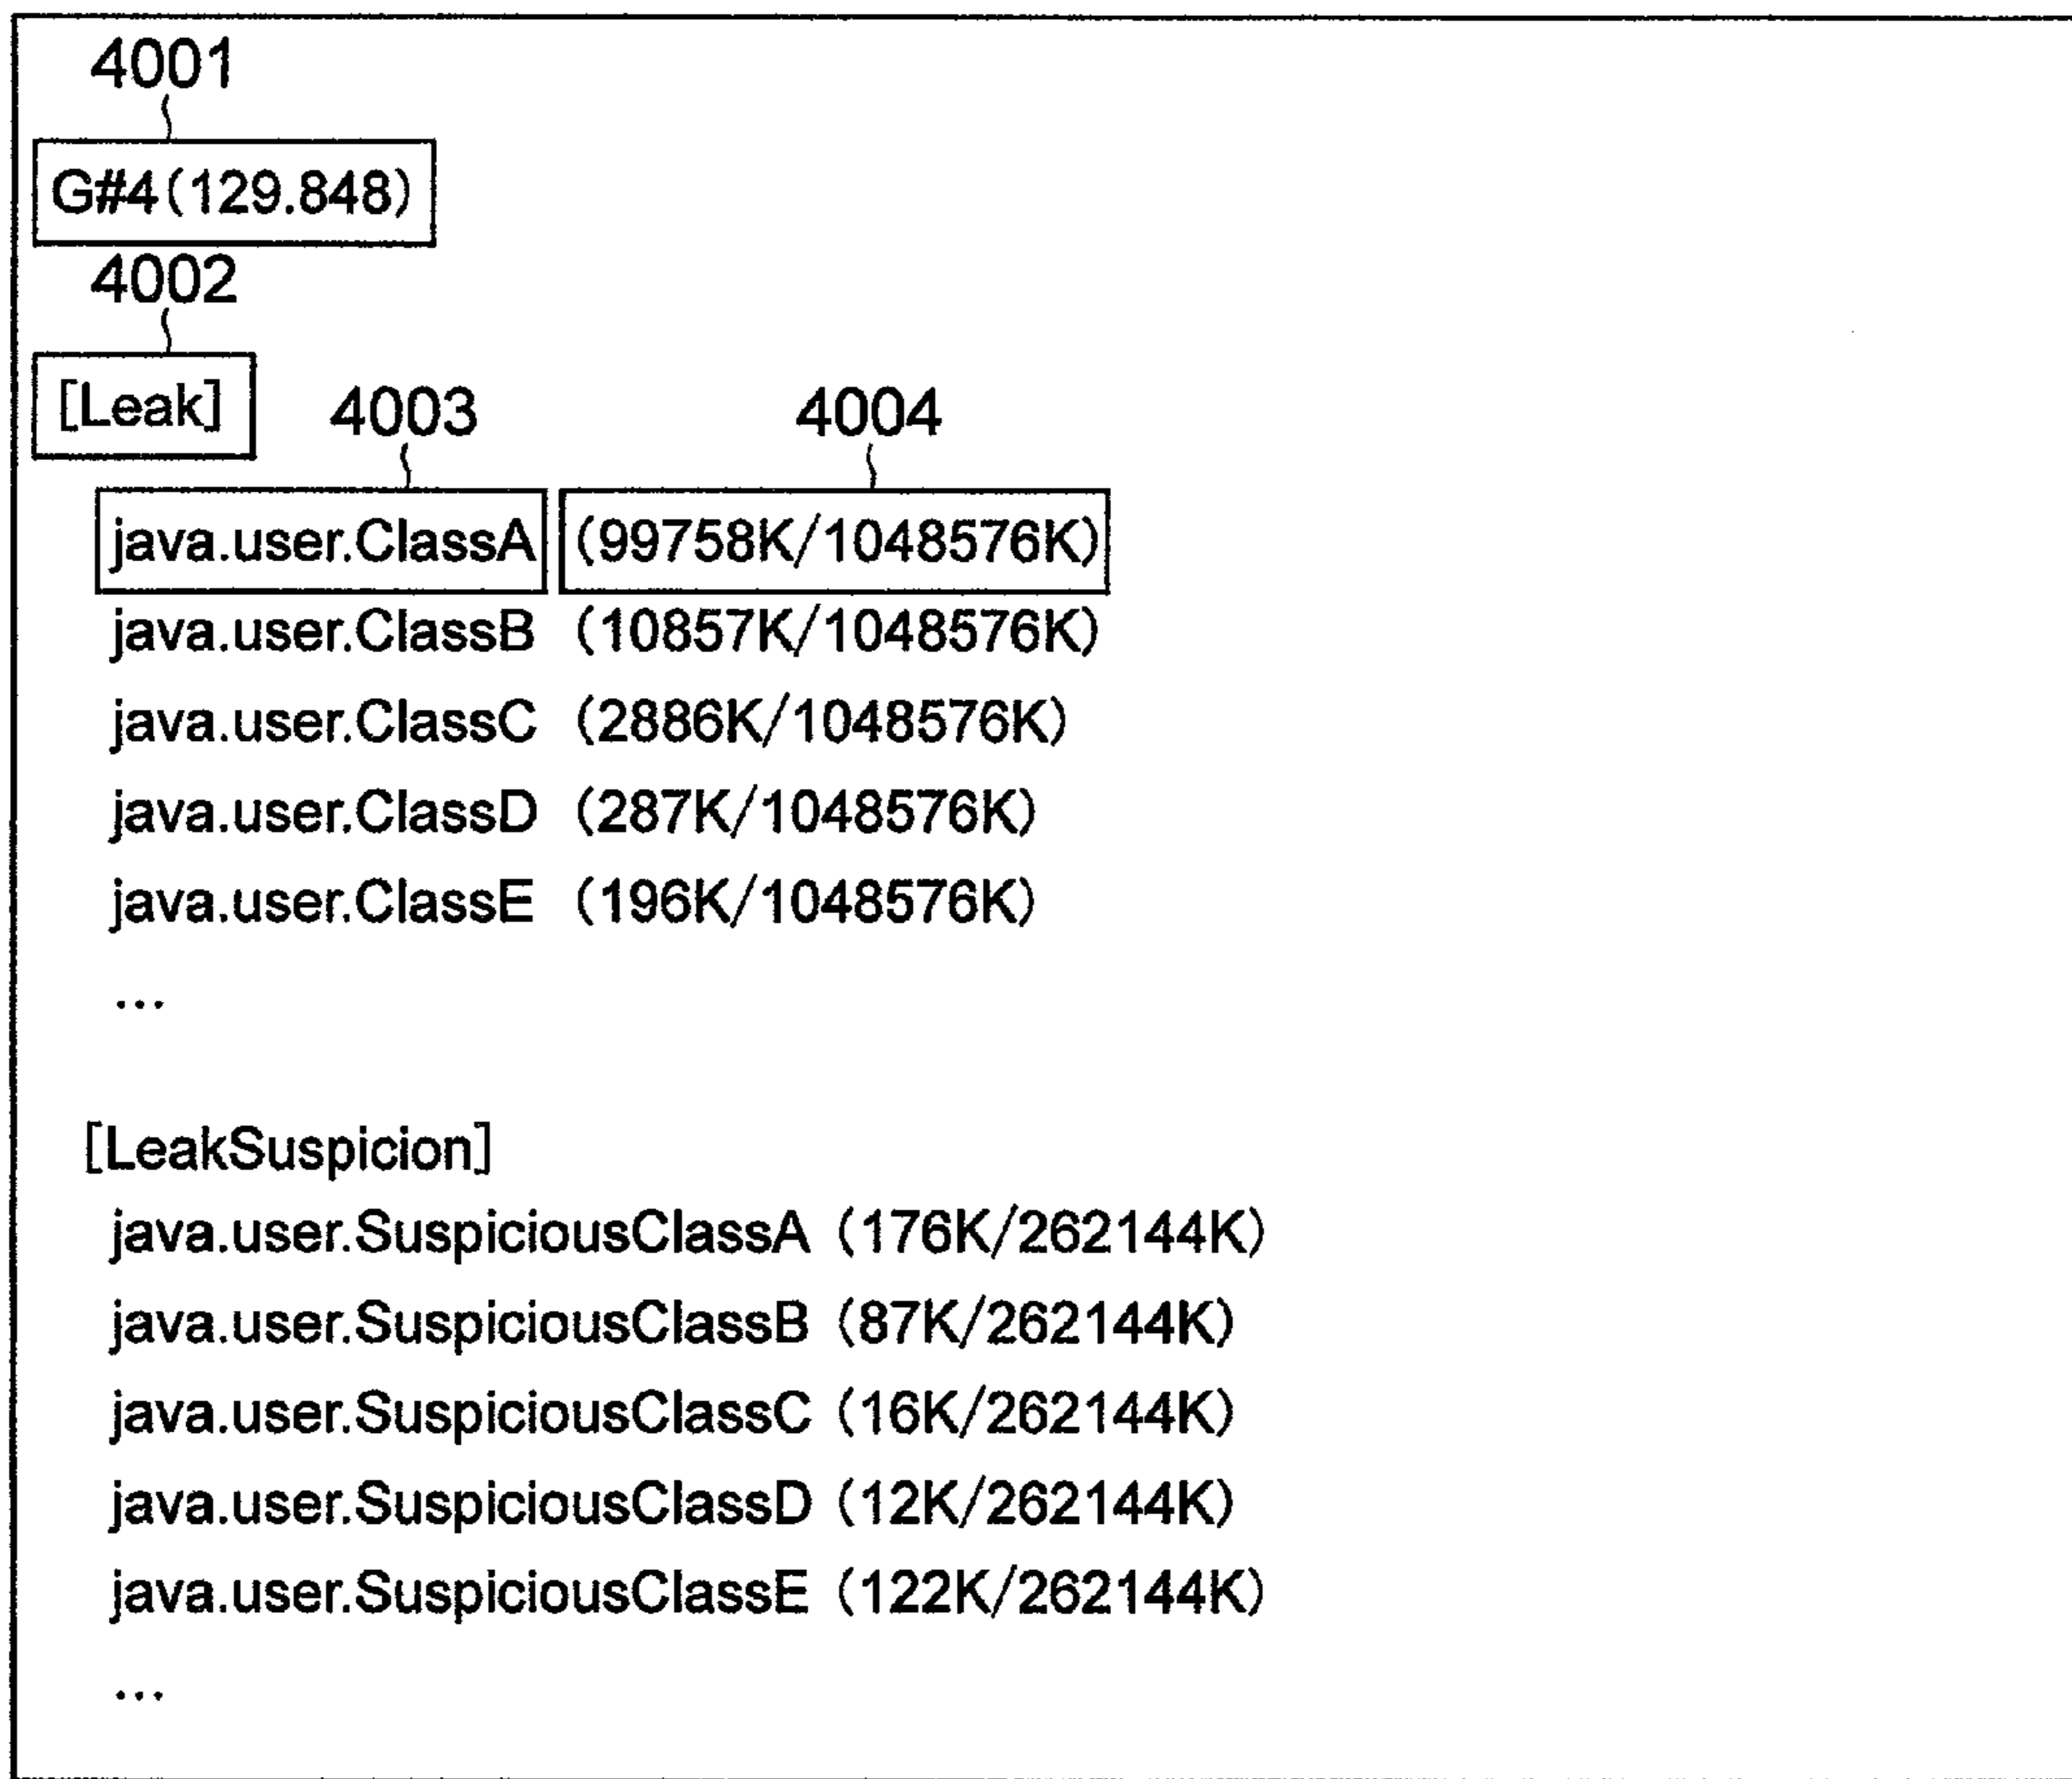 4001
G#4(129.848)
4002
[Leak]
4003 4004
java.user.ClassA (99758K/1048576K)
java.user.ClassB (10857K/1048576K)
java.user.ClassC (2886K/1048576K)
java.user.ClassD (287K/1048576K)
java.user.ClassE (196K/1048576K)
...
[LeakSuspicion]
java.user.SuspiciousClassA (176K/262144K)
java.user.SuspiciousClassB (87K/262144K)
java.user.SuspiciousClassC (16K/262144K)
java.user.SuspiciousClassD (12K/262144K)
java.user.SuspiciousClassE (122K/262144K)
...